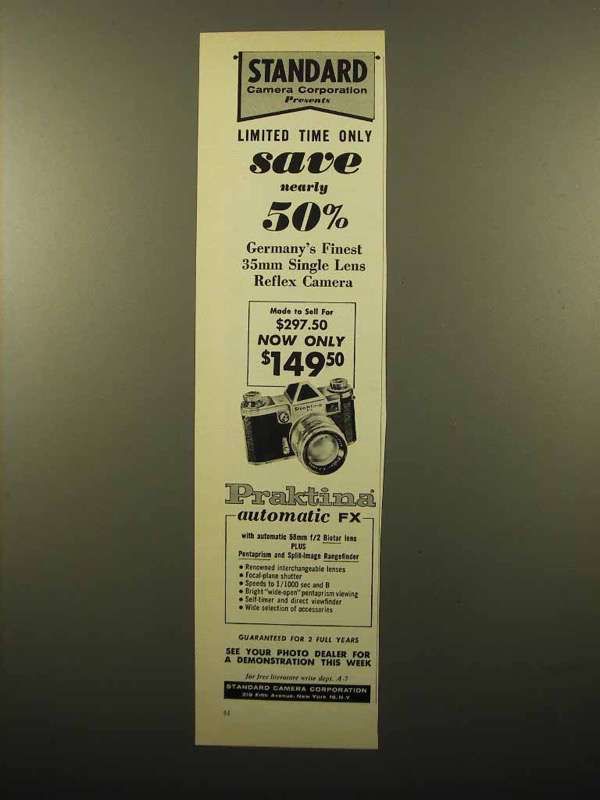 STANDARD
Camera Corporation
Presents
LIMITED TIME ONLY
save
nearly
50%
Germany's Finest
35mm Single Lens
Reflex Camera
Made to Sell For
$297.50
NOW ONLY
$149.50
Praktina
Praktina
automatic FX
with automatic 58mm f/2 Biotar lens
PLUS
Pentaprism and Split-Image Rangefinder
• Renowned interchangeable lenses
• Focal-plane shutter
• Speeds to 1/1000 sec and B
• Bright "wide-open" pentaprism viewing
• Self-timer and direct viewfinder
• Wide selection of accessories
GUARANTEED FOR 2 FULL YEARS
SEE YOUR PHOTO DEALER FOR
A DEMONSTRATION THIS WEEK
for free literature write dept. A-7
STANDARD CAMERA CORPORATION
319 Fifth Avenue, New York 16, N.Y.